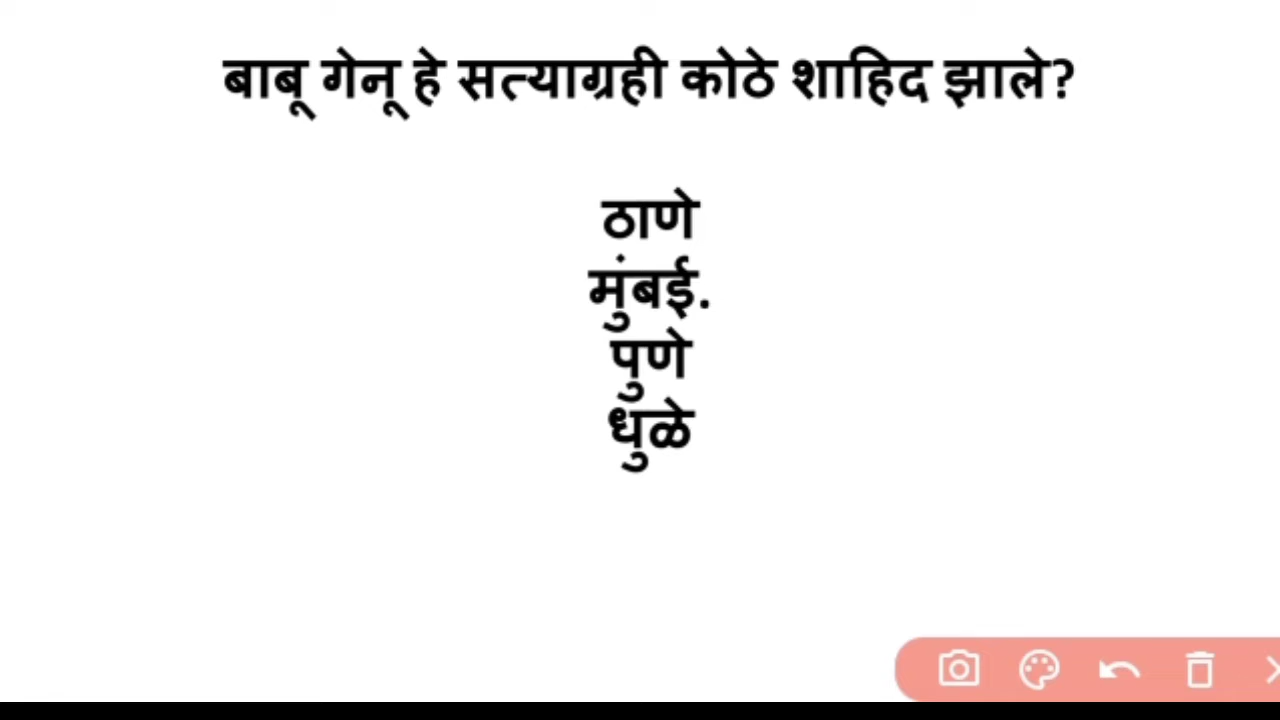 बाबू गेनू हे सत्याग्रही कोठे शाहिद झाले?
ठाणे
मुंबई.
पुणे
धुळे